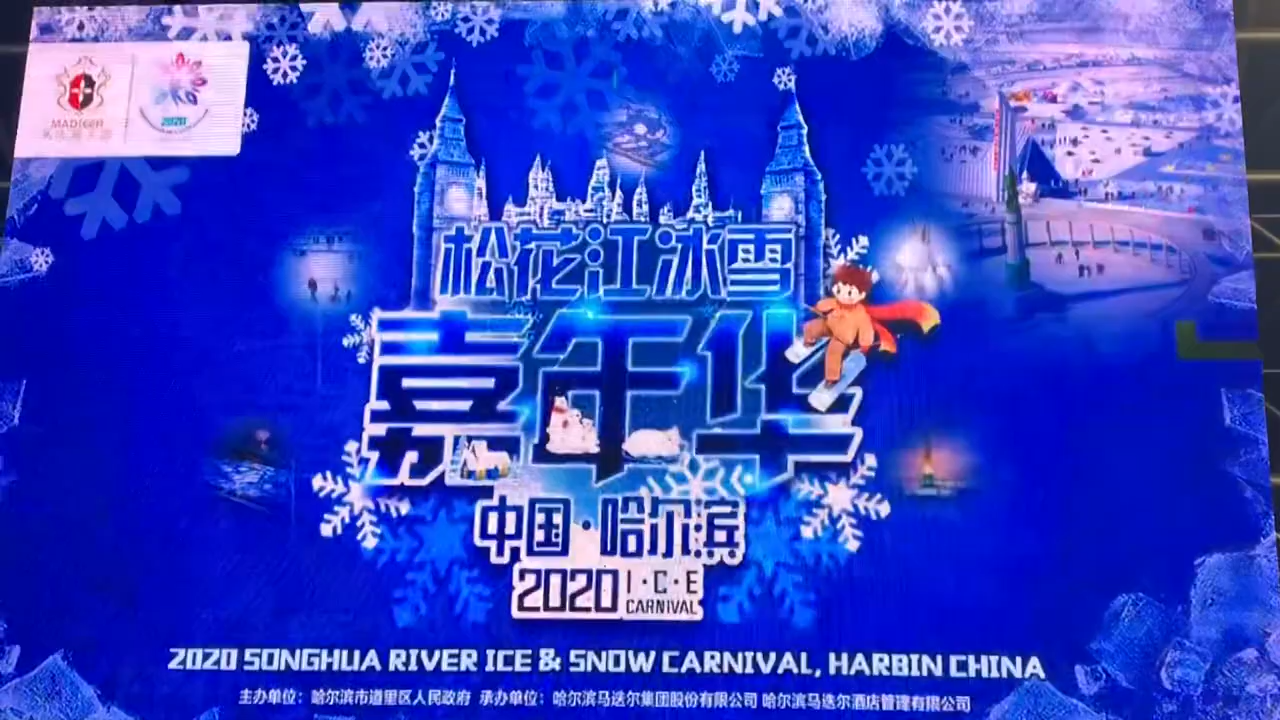 MADIEER
2020
松花江冰雪
嘉年华
中国·哈尔滨
2020 I·C·E
CARNIVAL
2020 SONGHUA RIVER ICE & SNOW CARNIVAL, HARBIN CHINA
主办单位：哈尔滨市道里区人民政府 承办单位：哈尔滨马迭尔集团股份有限公司 哈尔滨马迭尔酒店管理有限公司